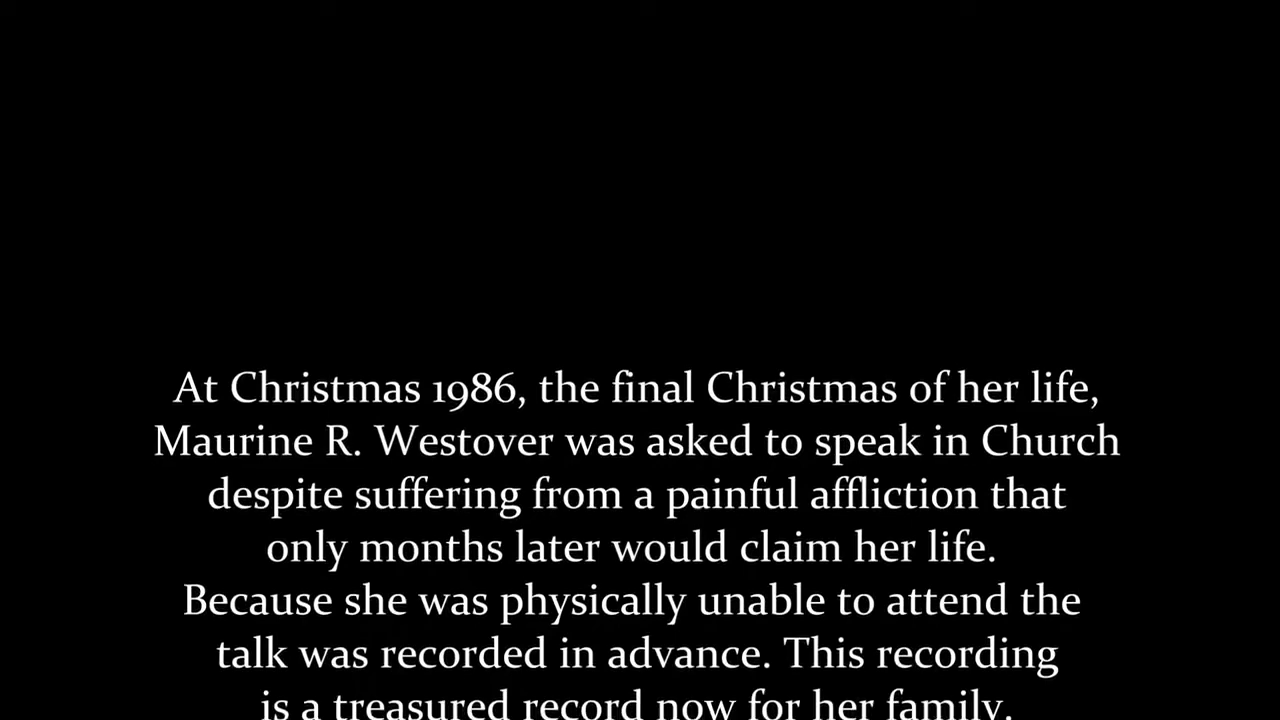 At Christmas 1986, the final Christmas of her life,
Maurine R. Westover was asked to speak in Church
despite suffering from a painful affliction that
only months later would claim her life.
Because she was physically unable to attend the
talk was recorded in advance. This recording
is a treasured record now for her family.